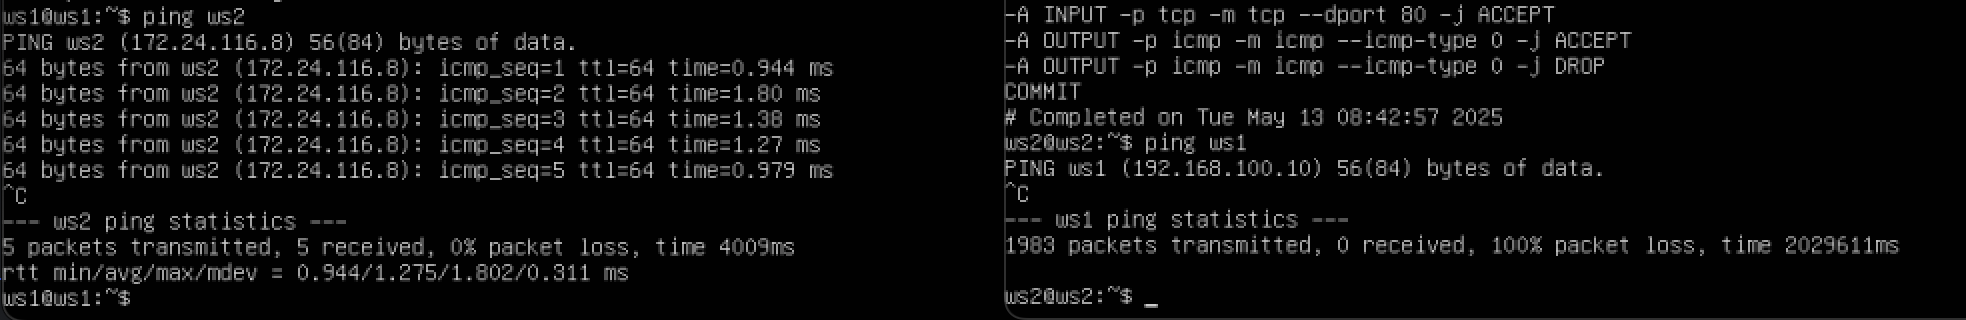 ws1@ws1:~$ ping ws2
PING ws2 (172.24.116.8) 56(84) bytes of data.
64 bytes from ws2 (172.24.116.8): icmp_seq=1 ttl=64 time=0.944 ms
64 bytes from ws2 (172.24.116.8): icmp_seq=2 ttl=64 time=1.80 ms
64 bytes from ws2 (172.24.116.8): icmp_seq=3 ttl=64 time=1.38 ms
64 bytes from ws2 (172.24.116.8): icmp_seq=4 ttl=64 time=1.27 ms
64 bytes from ws2 (172.24.116.8): icmp_seq=5 ttl=64 time=0.979 ms
^C
--- ws2 ping statistics ---
5 packets transmitted, 5 received, 0% packet loss, time 4009ms
rtt min/avg/max/mdev = 0.944/1.275/1.802/0.311 ms
ws1@ws1:~$
-A INPUT -p tcp -m tcp --dport 80 -j ACCEPT
-A OUTPUT -p icmp -m icmp --icmp-type 0 -j ACCEPT
-A OUTPUT -p icmp -m icmp --icmp-type 0 -j DROP
COMMIT
# Completed on Tue May 13 08:42:57 2025
ws2@ws2:~$ ping ws1
PING ws1 (192.168.100.10) 56(84) bytes of data.
^C
--- ws1 ping statistics ---
1983 packets transmitted, 0 received, 100% packet loss, time 2029611ms
ws2@ws2:~$ _